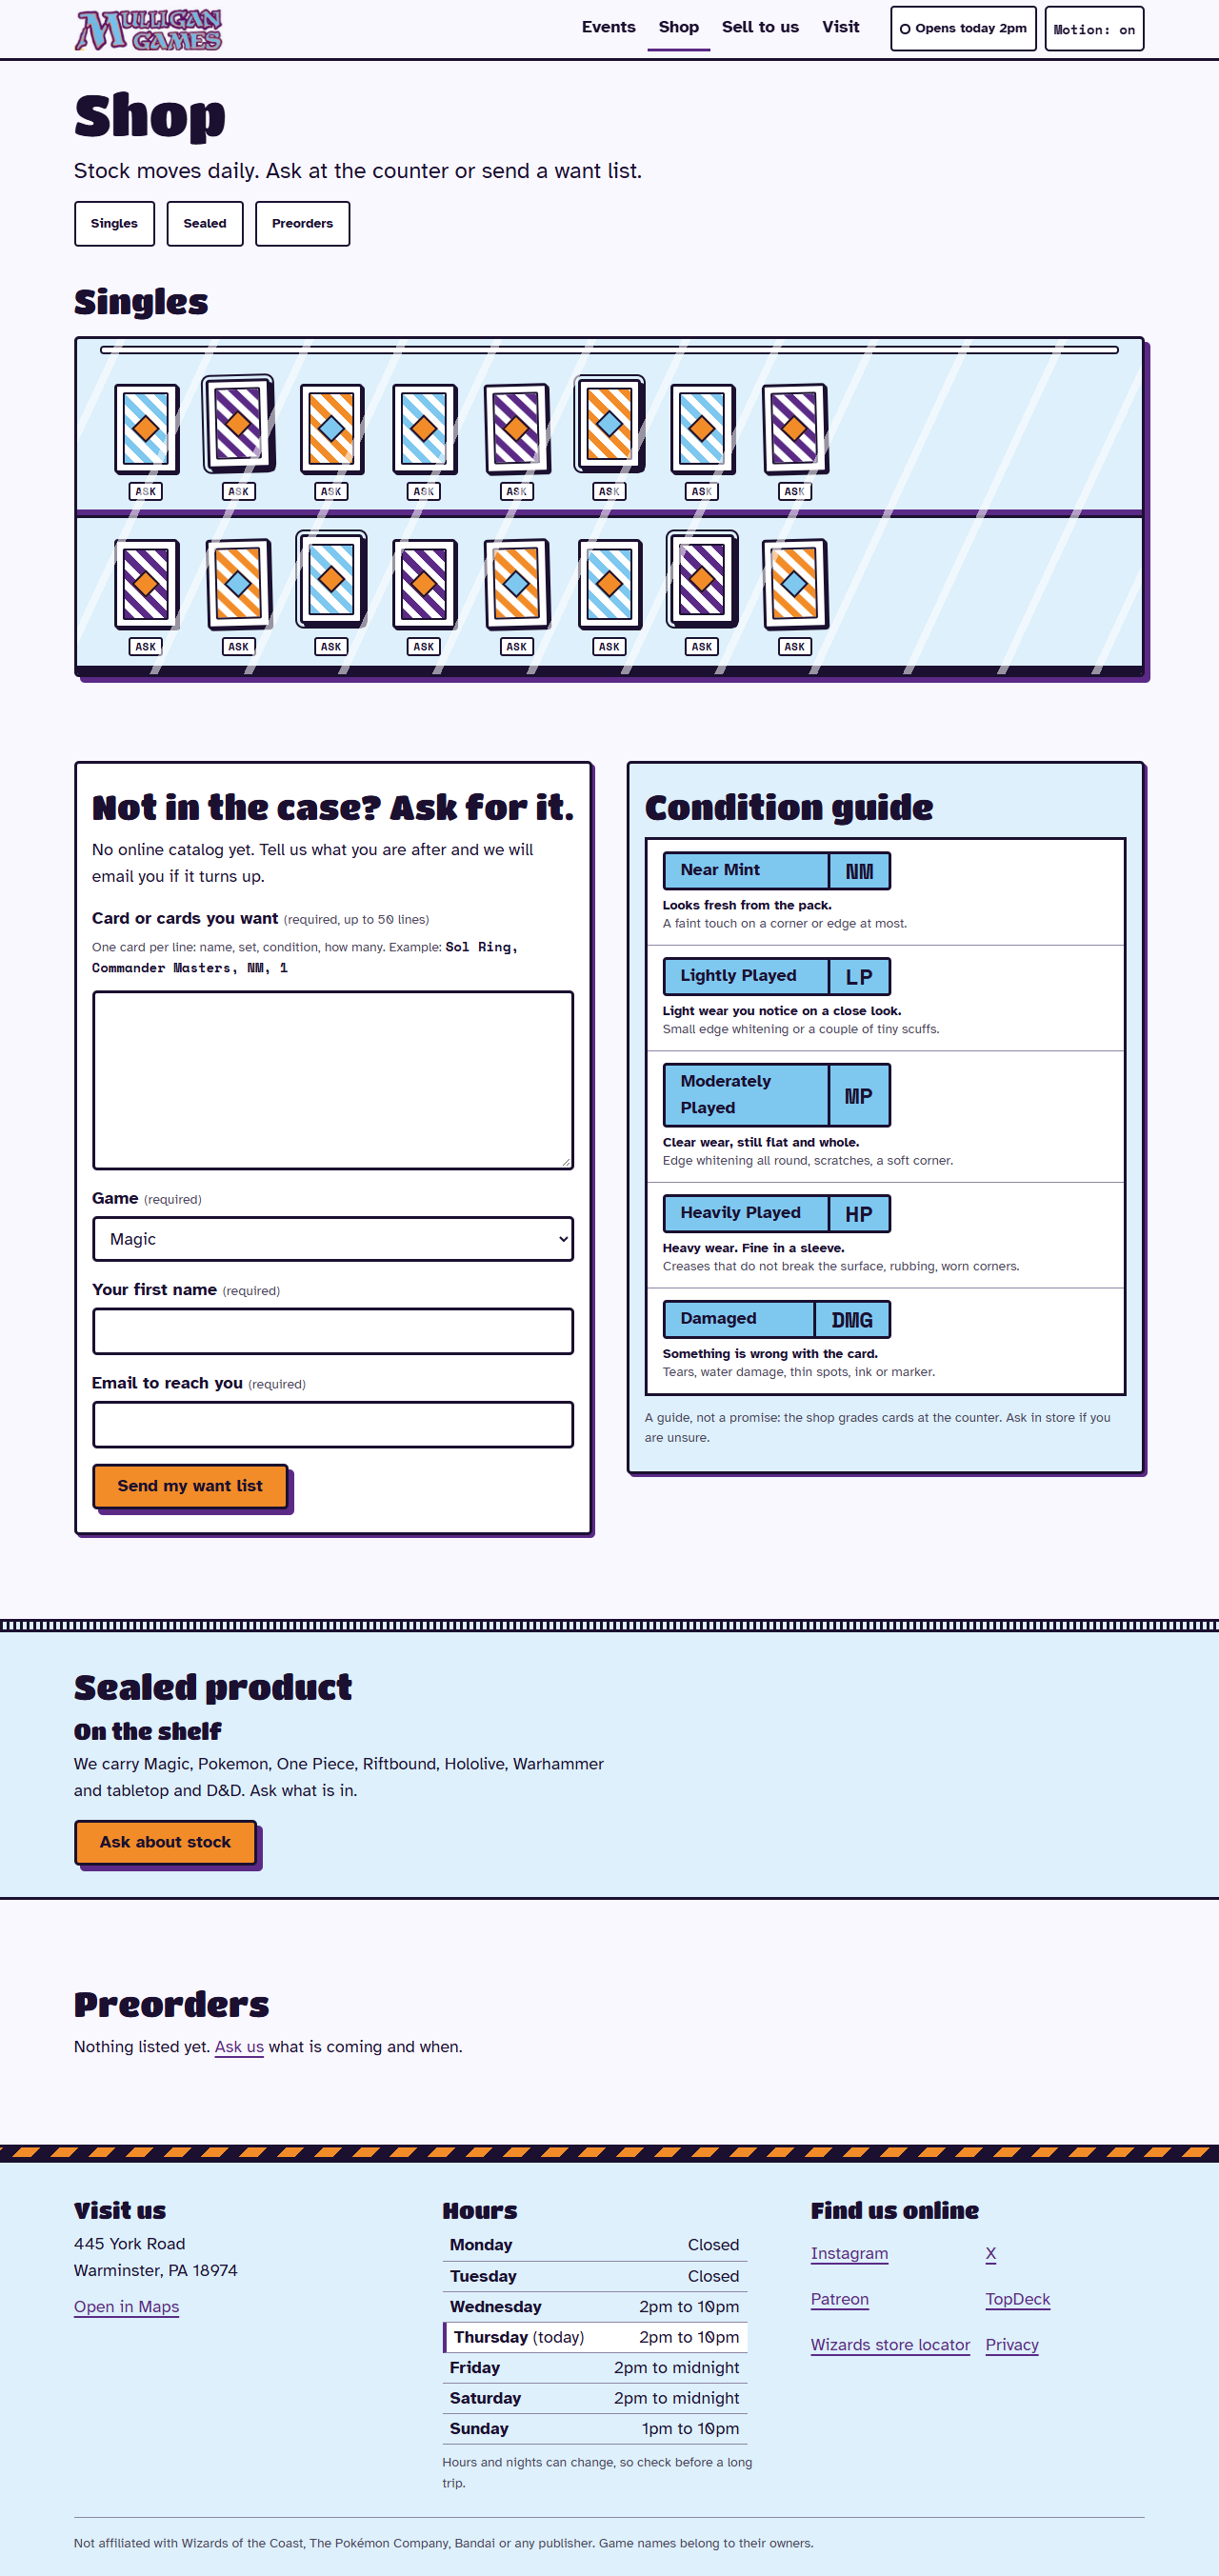 MULLIGAN
GAMES
Events Shop Sell to us Visit Opens today 2pm Motion: on
Shop
Stock moves daily. Ask at the counter or send a want list.
Singles Sealed Preorders
Singles
ASK ASK ASK ASK ASK ASK ASK ASK
ASK ASK ASK ASK ASK ASK ASK ASK
Not in the case? Ask for it.
No online catalog yet. Tell us what you are after and we will
email you if it turns up.
Card or cards you want (required, up to 50 lines)
One card per line: name, set, condition, how many. Example: Sol Ring,
Commander Masters, NM, 1
Game (required)
Magic
Your first name (required)
Email to reach you (required)
Send my want list
Condition guide
Near Mint NM
Looks fresh from the pack.
A faint touch on a corner or edge at most.
Lightly Played LP
Light wear you notice on a close look.
Small edge whitening or a couple of tiny scuffs.
Moderately
Played MP
Clear wear, still flat and whole.
Edge whitening all round, scratches, a soft corner.
Heavily Played HP
Heavy wear. Fine in a sleeve.
Creases that do not break the surface, rubbing, worn corners.
Damaged DMG
Something is wrong with the card.
Tears, water damage, thin spots, ink or marker.
A guide, not a promise: the shop grades cards at the counter. Ask in store if you
are unsure.
Sealed product
On the shelf
We carry Magic, Pokemon, One Piece, Riftbound, Hololive, Warhammer
and tabletop and D&D. Ask what is in.
Ask about stock
Preorders
Nothing listed yet. Ask us what is coming and when.
Visit us
445 York Road
Warminster, PA 18974
Open in Maps
Hours
Monday Closed
Tuesday Closed
Wednesday 2pm to 10pm
Thursday (today) 2pm to 10pm
Friday 2pm to midnight
Saturday 2pm to midnight
Sunday 1pm to 10pm
Hours and nights can change, so check before a long
trip.
Find us online
Instagram X
Patreon TopDeck
Wizards store locator Privacy
Not affiliated with Wizards of the Coast, The Pokémon Company, Bandai or any publisher. Game names belong to their owners.